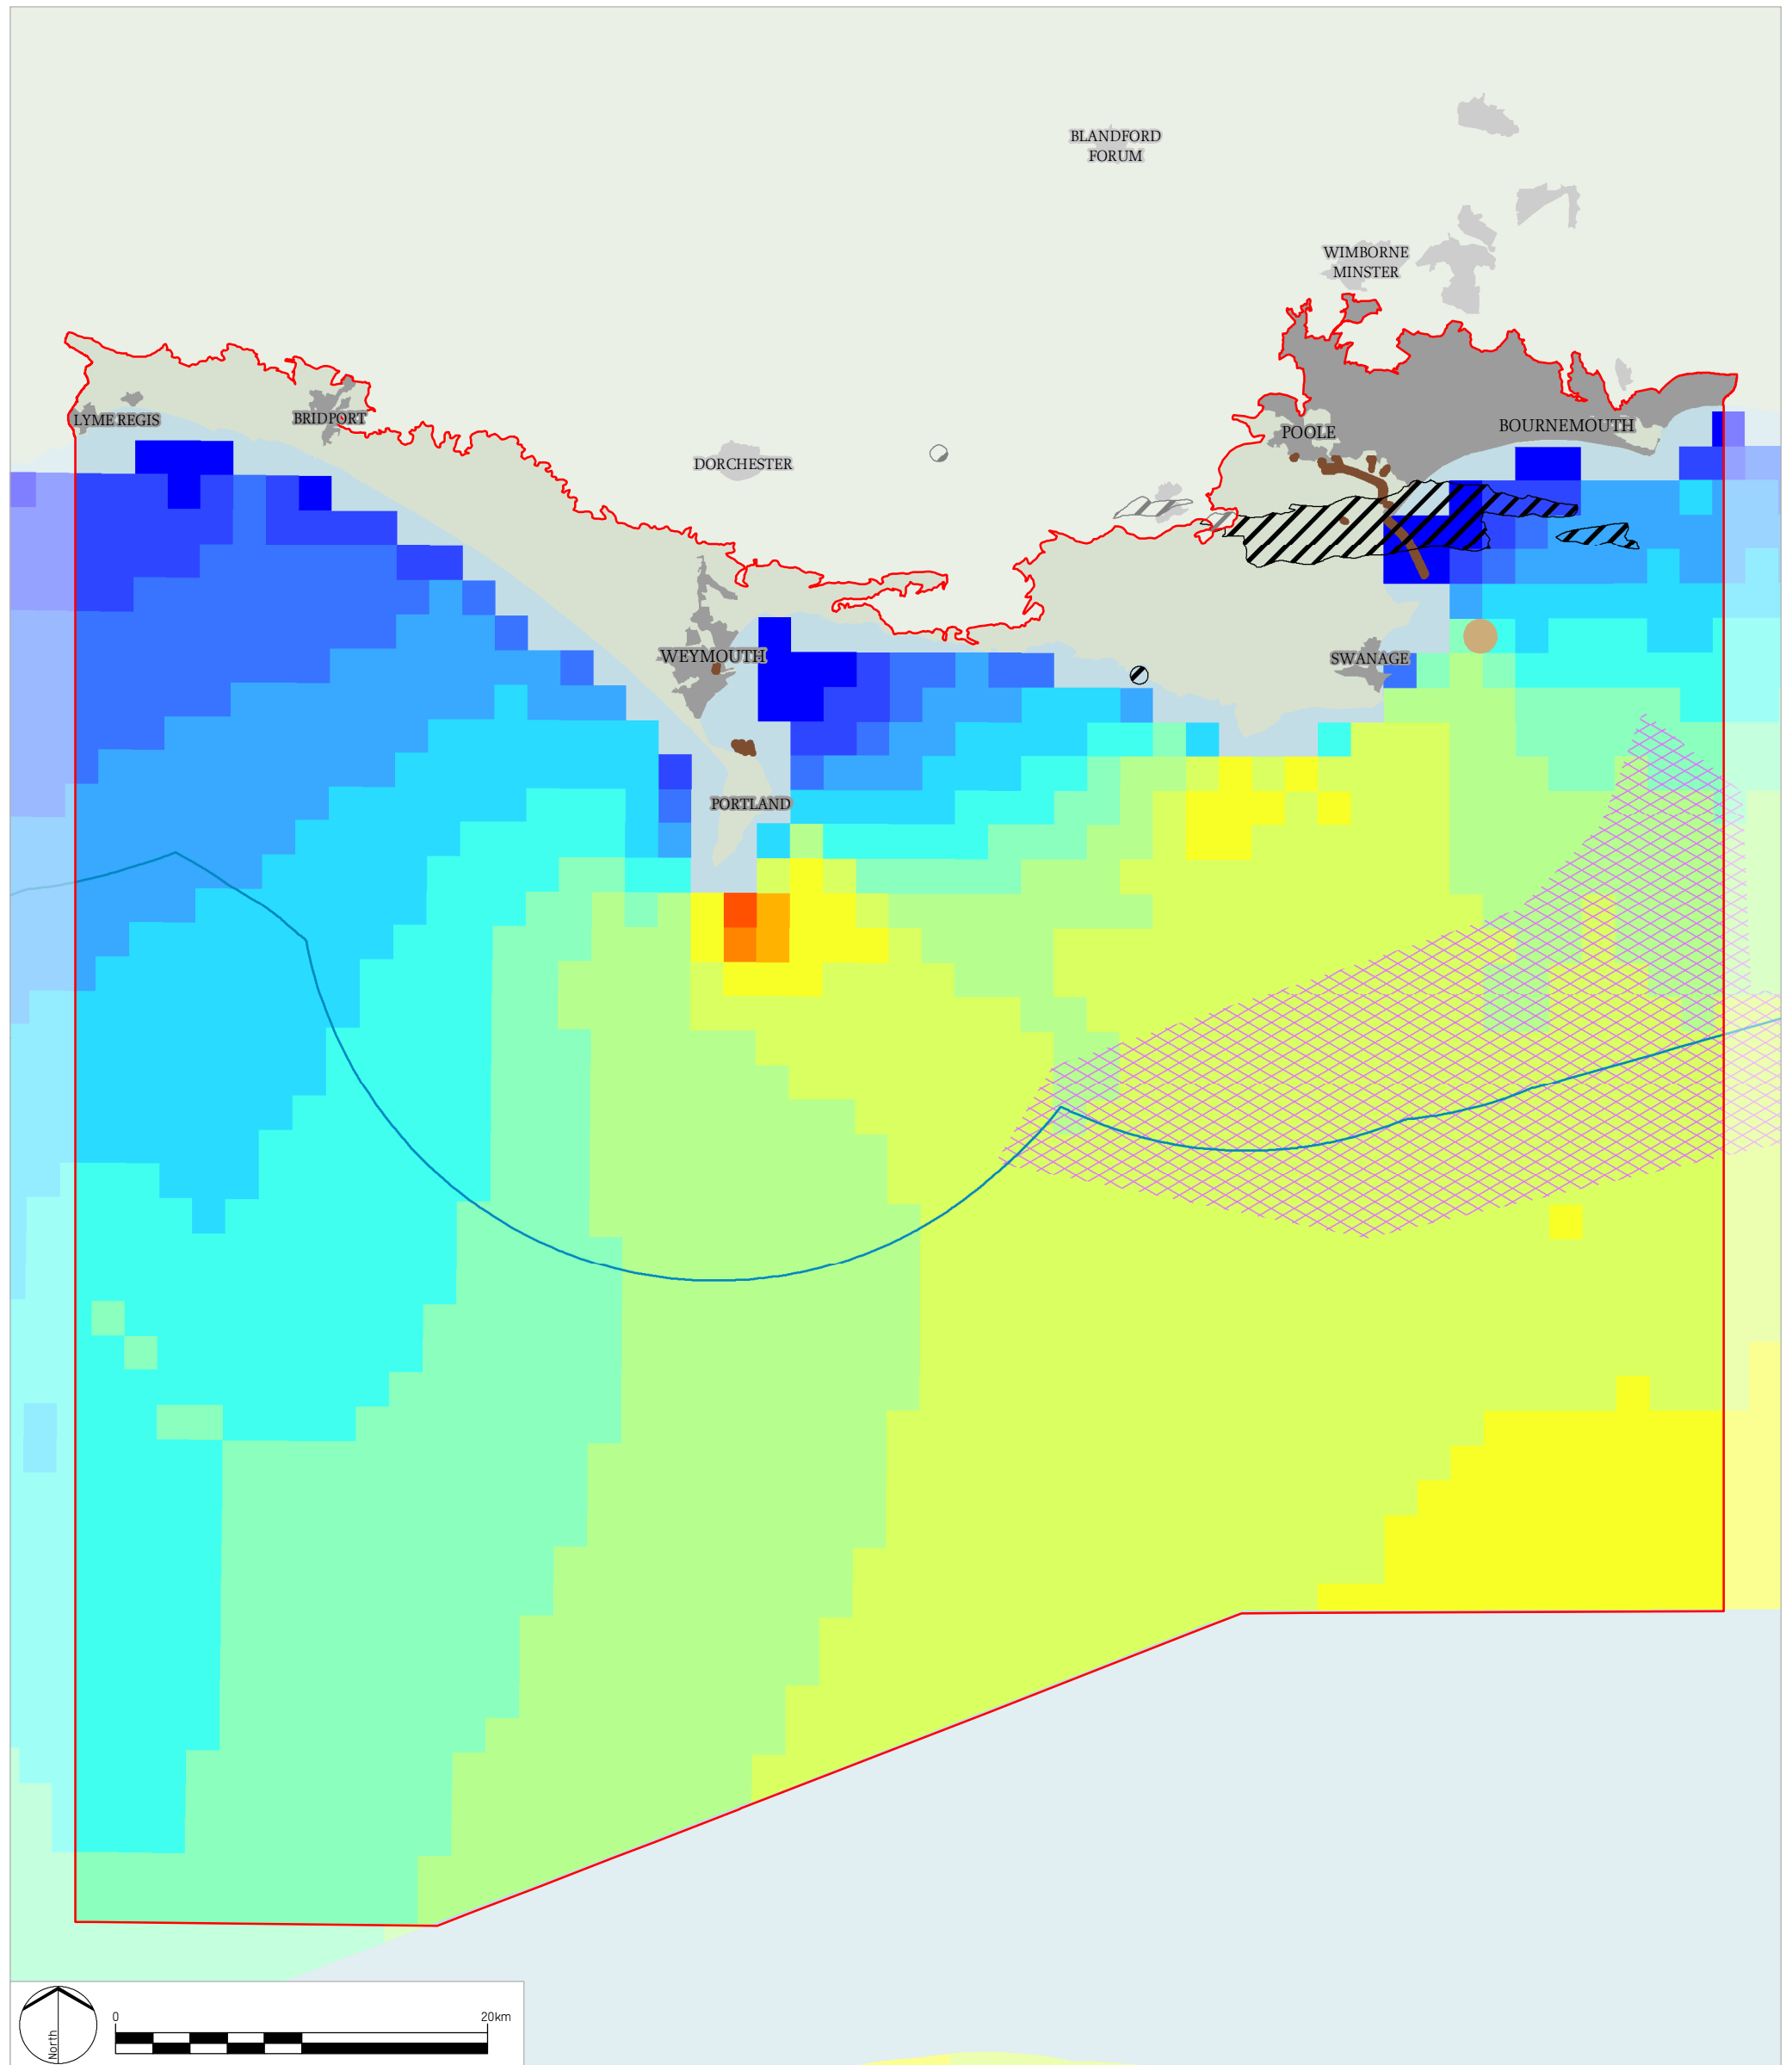 BLANDFORD
FORUM
WIMBORNE
MINSTER
LYME REGIS
BRIDPORT
BOURNEMOUTH
POOLE
DORCHESTER
WEYMOUTH
SWANAGE
PORTLAND
North
0
20km